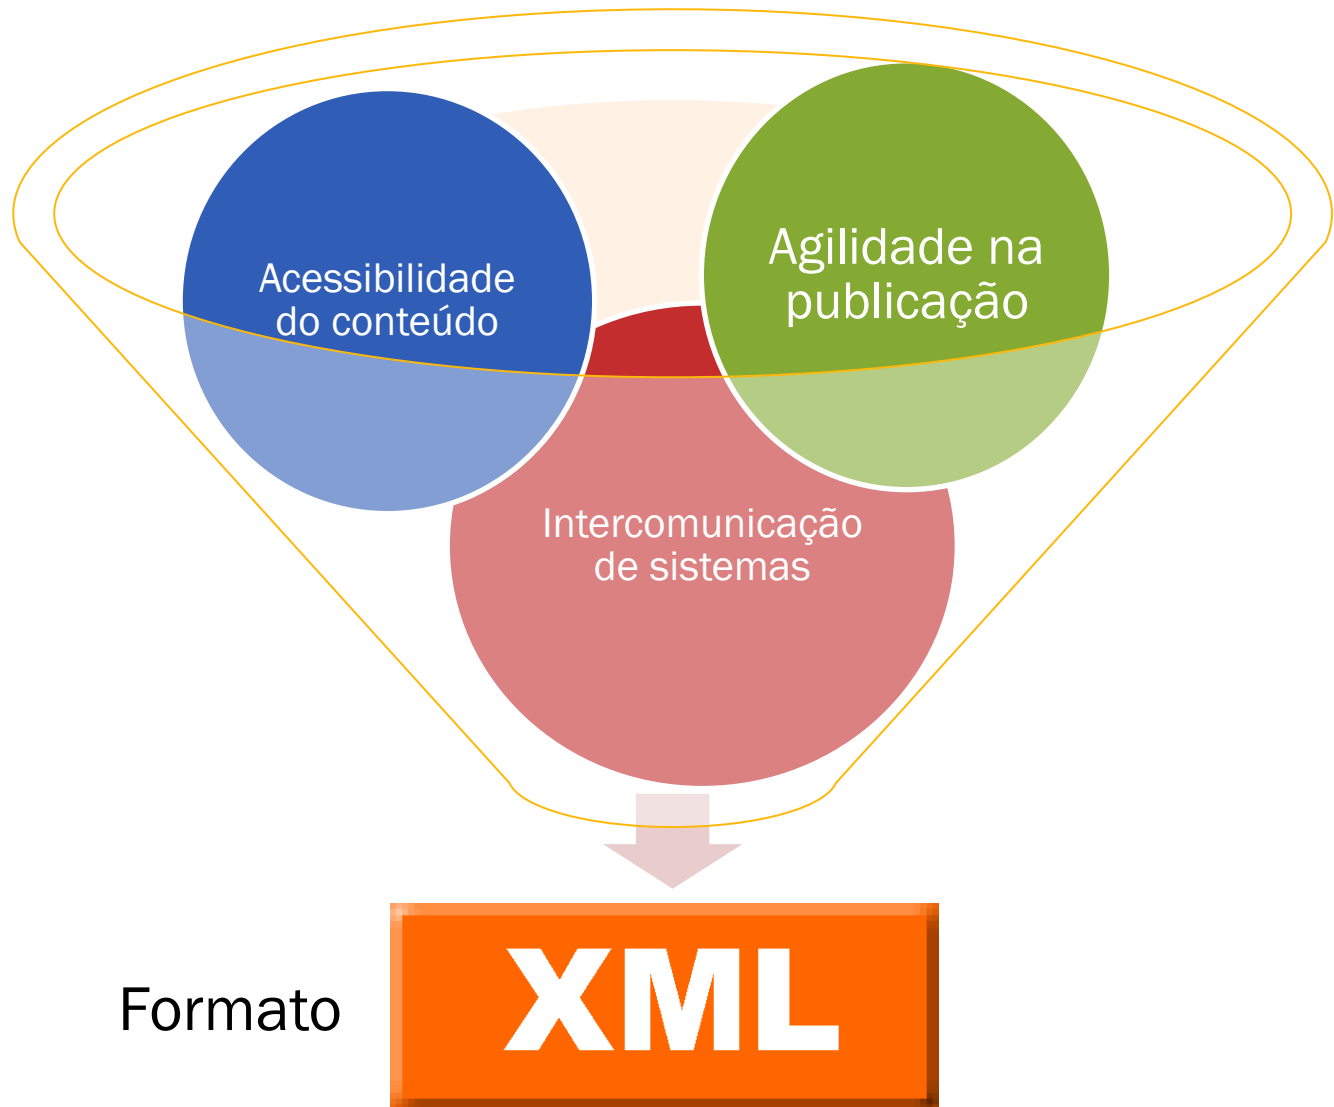 Acessibilidade
do conteúdo
Agilidade na
publicação
Intercomunicação
de sistemas
Formato
XML